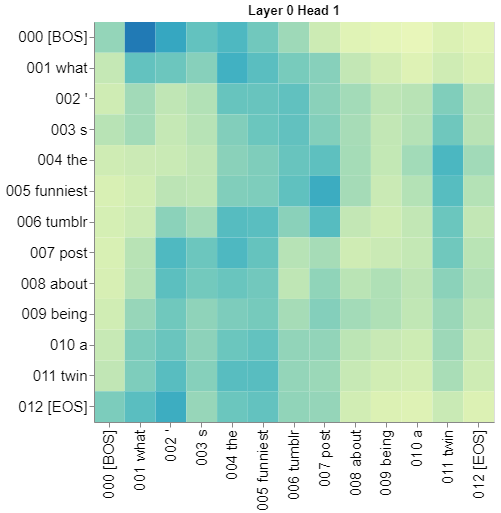 Layer 0 Head 1
000 [BOS]
001 what
002 '
003 s
004 the
005 funniest
006 tumblr
007 post
008 about
009 being
010 a
011 twin
012 [EOS]
000 [BOS]
001 what
002 '
003 s
004 the
005 funniest
006 tumblr
007 post
008 about
009 being
010 a
011 twin
012 [EOS]